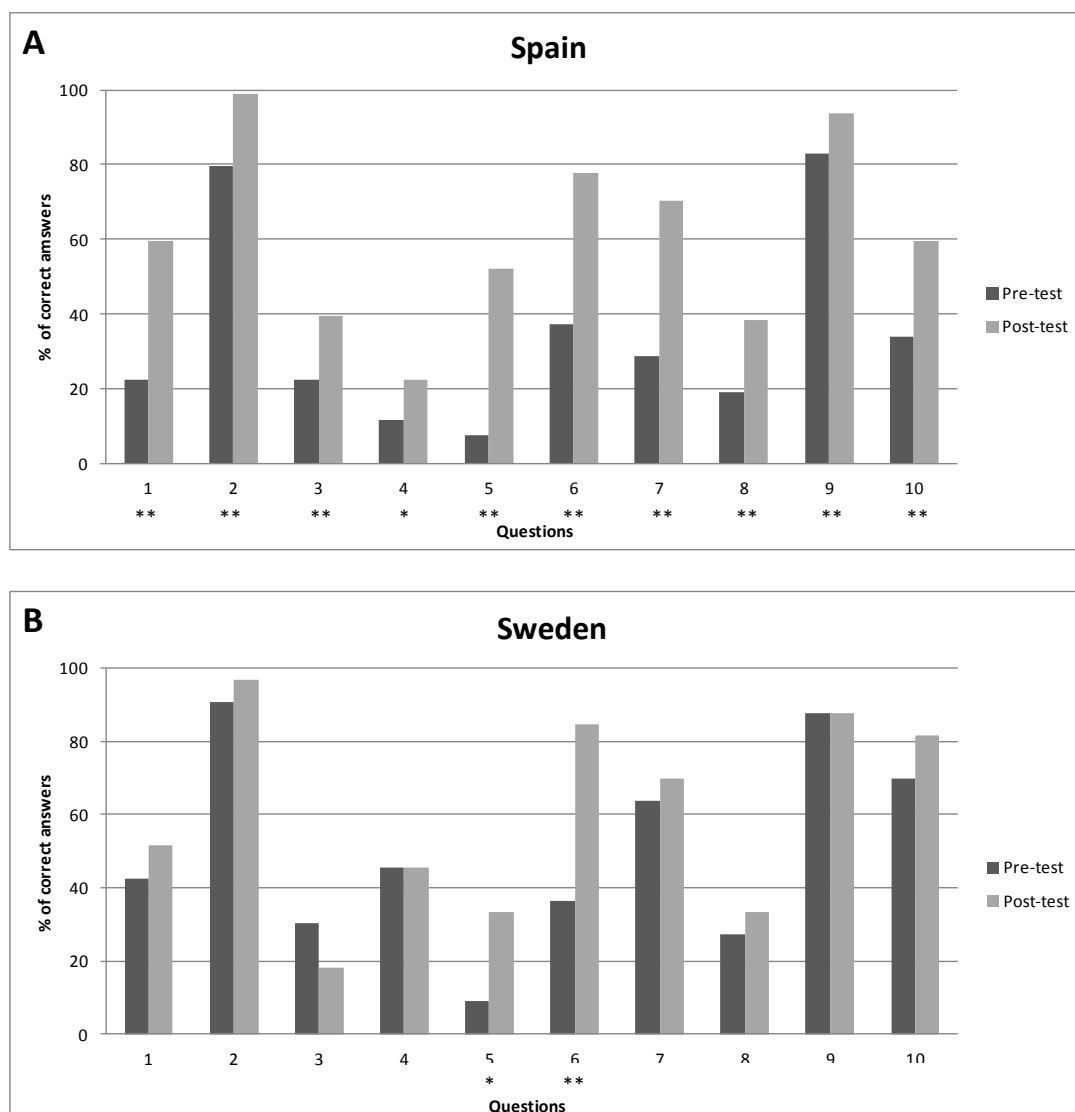 A
Spain
100
80
60
40
20
0
% of correct amswers
1 2 3 4 5 6 7 8 9 10
** ** ** * ** ** ** ** ** **
Questions
Pre-test
Post-test
B
Sweden
100
80
60
40
20
0
% of correct answers
1 2 3 4 5 6 7 8 9 10
* **
Questions
Pre-test
Post-test